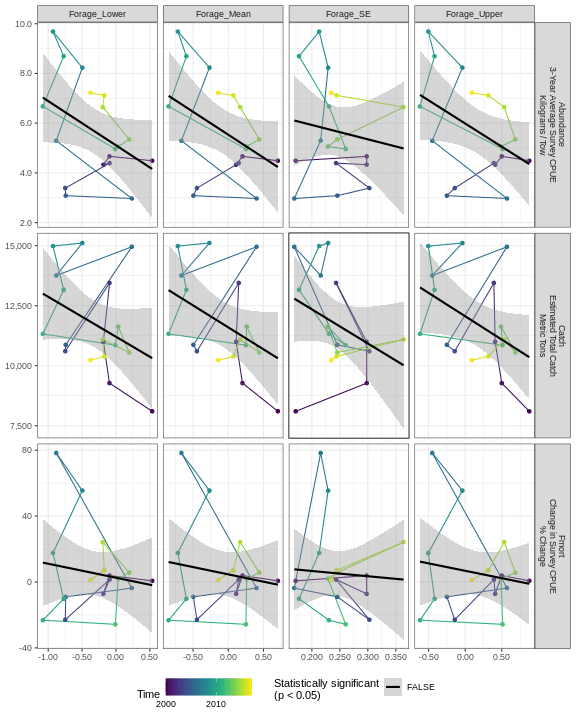 Forage_Lower
Forage_Mean
Forage_SE
Forage_Upper
10.0
8.0
6.0
4.0
2.0
Abundance
3-Year Average Survey CPUE
Kilograms/Tow
15,000
12,500
10,000
7,500
Catch
Estimated Total Catch
Metric Tons
80
40
0
-40
Fmort
Change in Survey CPUE
% Change
-1.00 -0.50 0.00 0.50
-0.50 0.00 0.50
0.200 0.250 0.300 0.350
-0.50 0.00 0.50
Time
2000 2010
Statistically significant
(p < 0.05)
FALSE